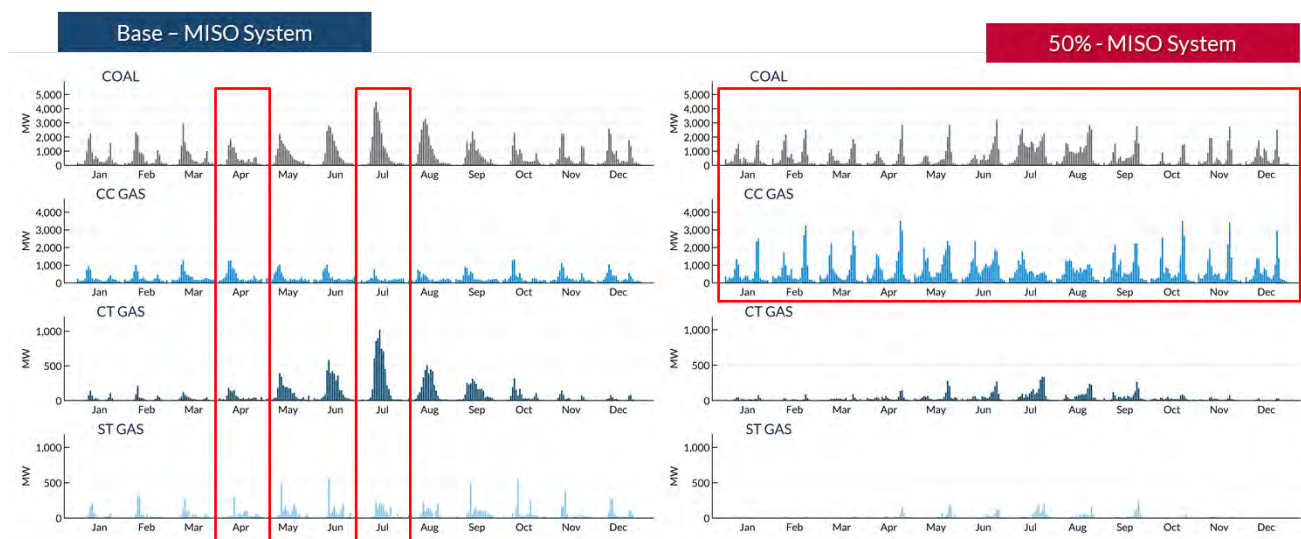 Base – MISO System
50% - MISO System
COAL
5,000
4,000
3,000
2,000
1,000
0
MW
Jan Feb Mar Apr May Jun Jul Aug Sep Oct Nov Dec
CC GAS
4,000
3,000
2,000
1,000
0
MW
Jan Feb Mar Apr May Jun Jul Aug Sep Oct Nov Dec
CT GAS
1,000
500
0
MW
Jan Feb Mar Apr May Jun Jul Aug Sep Oct Nov Dec
ST GAS
1,000
500
0
MW
Jan Feb Mar Apr May Jun Jul Aug Sep Oct Nov Dec
COAL
5,000
4,000
3,000
2,000
1,000
0
MW
Jan Feb Mar Apr May Jun Jul Aug Sep Oct Nov Dec
CC GAS
4,000
3,000
2,000
1,000
0
MW
Jan Feb Mar Apr May Jun Jul Aug Sep Oct Nov Dec
CT GAS
1,000
500
0
MW
Jan Feb Mar Apr May Jun Jul Aug Sep Oct Nov Dec
ST GAS
1,000
500
0
MW
Jan Feb Mar Apr May Jun Jul Aug Sep Oct Nov Dec